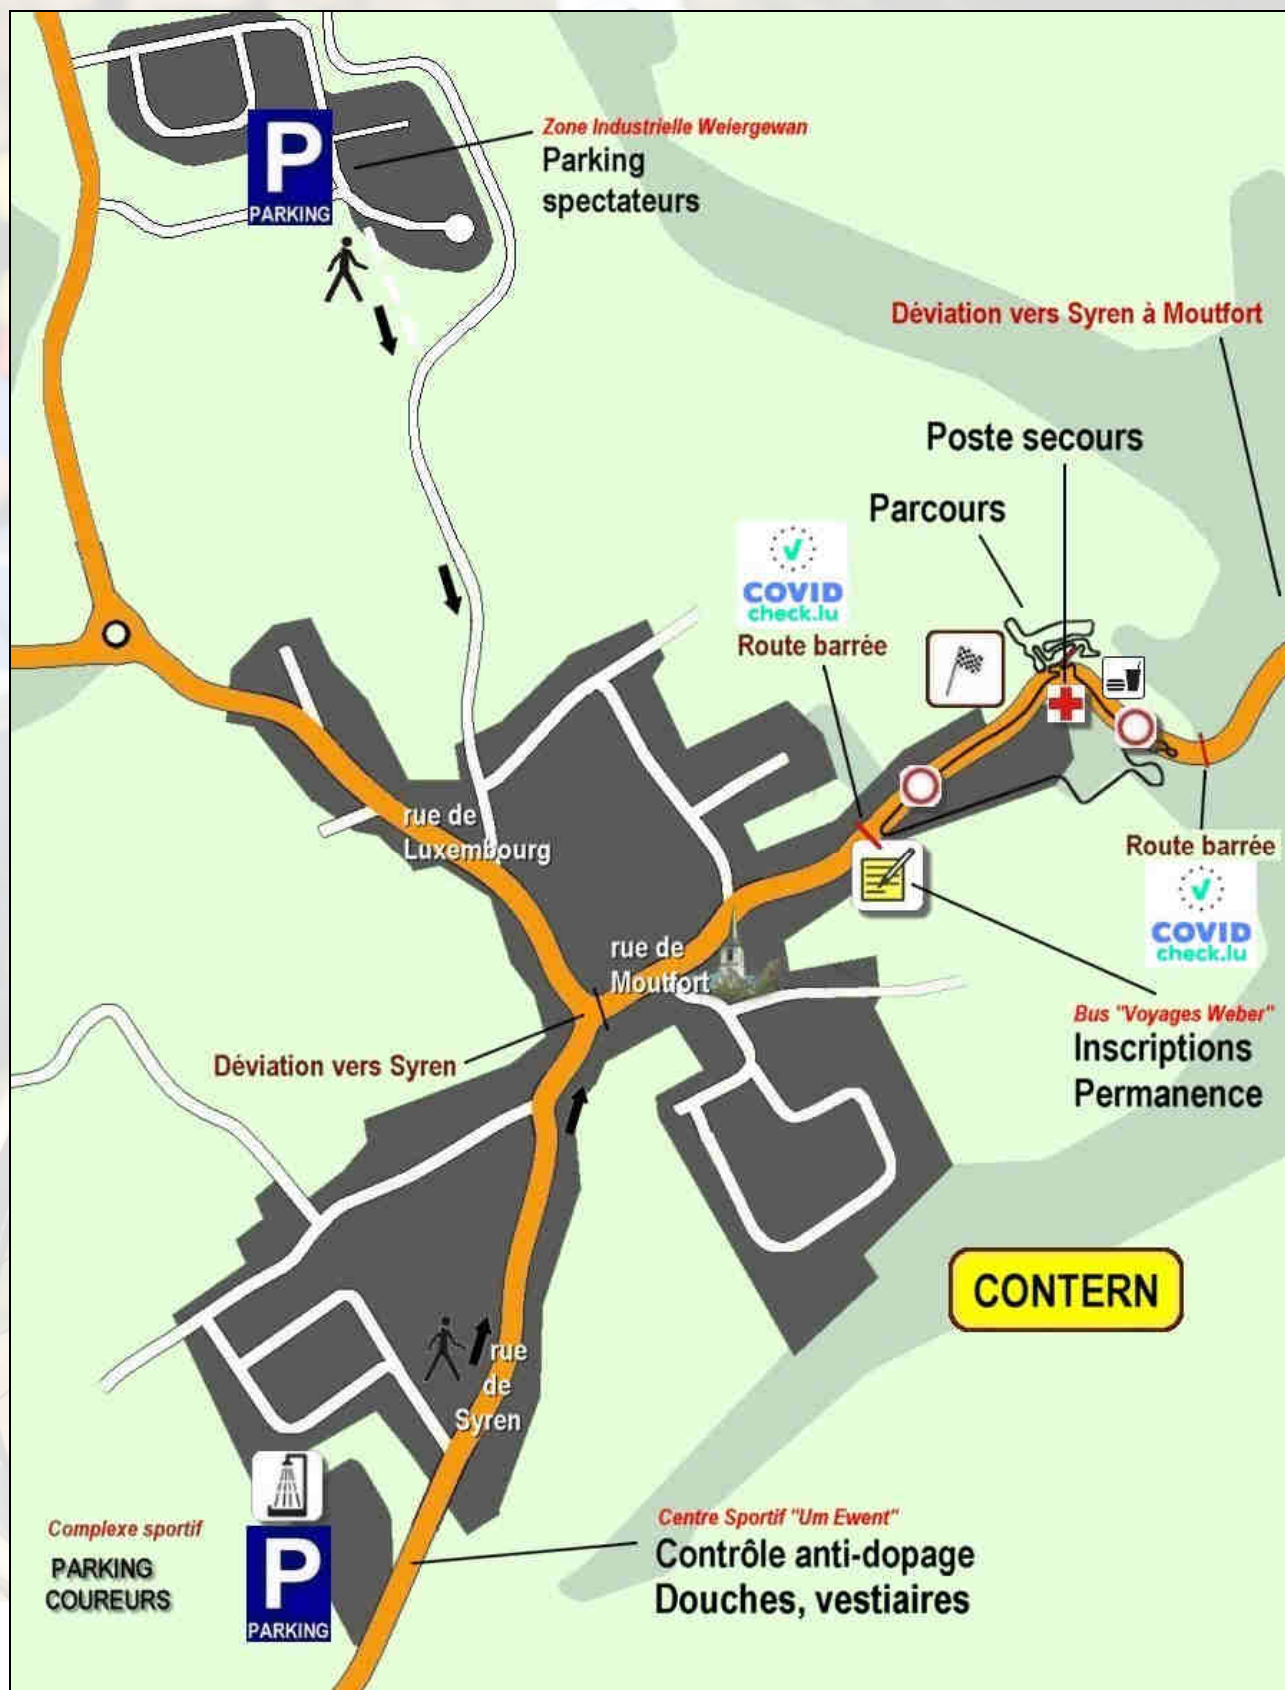 Zone Industrielle Weiergewan
Parking
spectateurs
P
PARKING
Déviation vers Syren à Moutfort
Poste secours
Parcours
COVID
check.lu
Route barrée
rue de
Luxembourg
Route barrée
COVID
check.lu
rue de
Moutfort
Bus "Voyages Weber"
Inscriptions
Permanence
Déviation vers Syren
CONTERN
rue
de
Syren
Complexe sportif
PARKING
COUREURS
P
PARKING
Centre Sportif "Um Ewent"
Contrôle anti-dopage
Douches, vestiaires